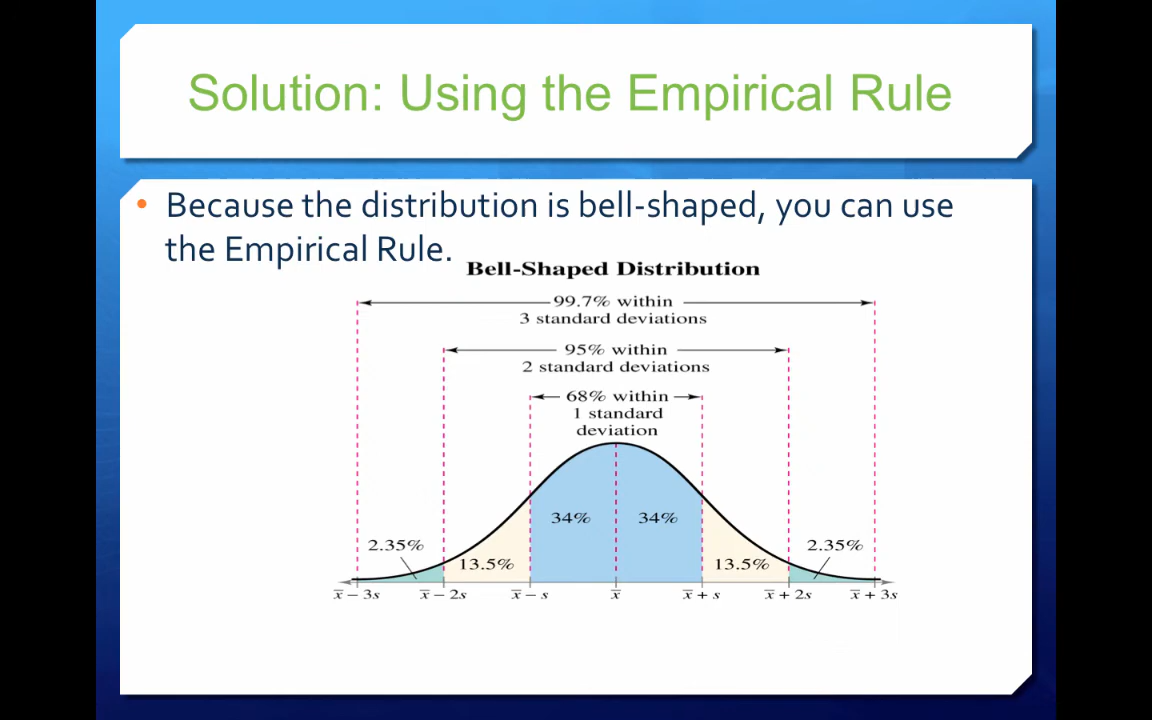 Solution: Using the Empirical Rule
• Because the distribution is bell-shaped, you can use
the Empirical Rule.
Bell-Shaped Distribution
99.7% within
3 standard deviations
95% within
2 standard deviations
68% within
1 standard
deviation
34% 34%
2.35% 2.35%
13.5% 13.5%
x̄ − 3s x̄ − 2s x̄ − s x̄ x̄ + s x̄ + 2s x̄ + 3s